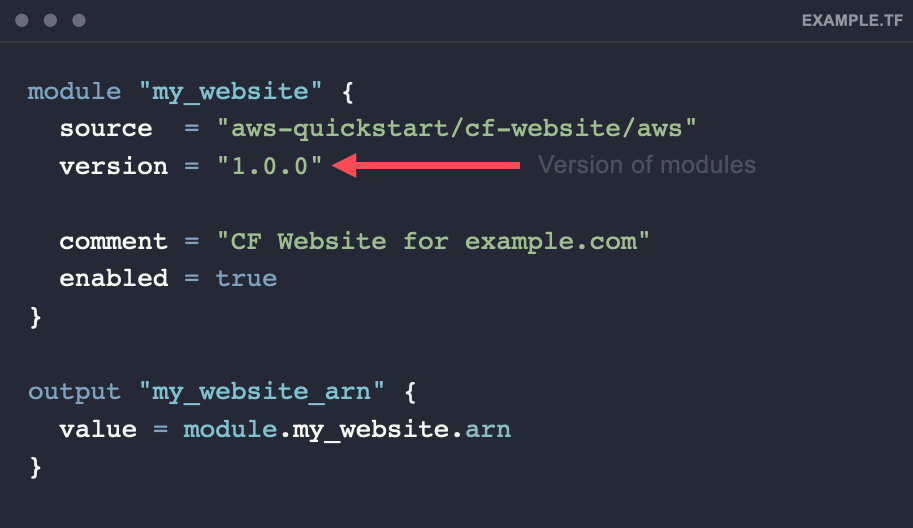 EXAMPLE.TF
module "my_website" {
source = "aws-quickstart/cf-website/aws"
version = "1.0.0" Version of modules
comment = "CF Website for example.com"
enabled = true
}
output "my_website_arn" {
value = module.my_website.arn
}